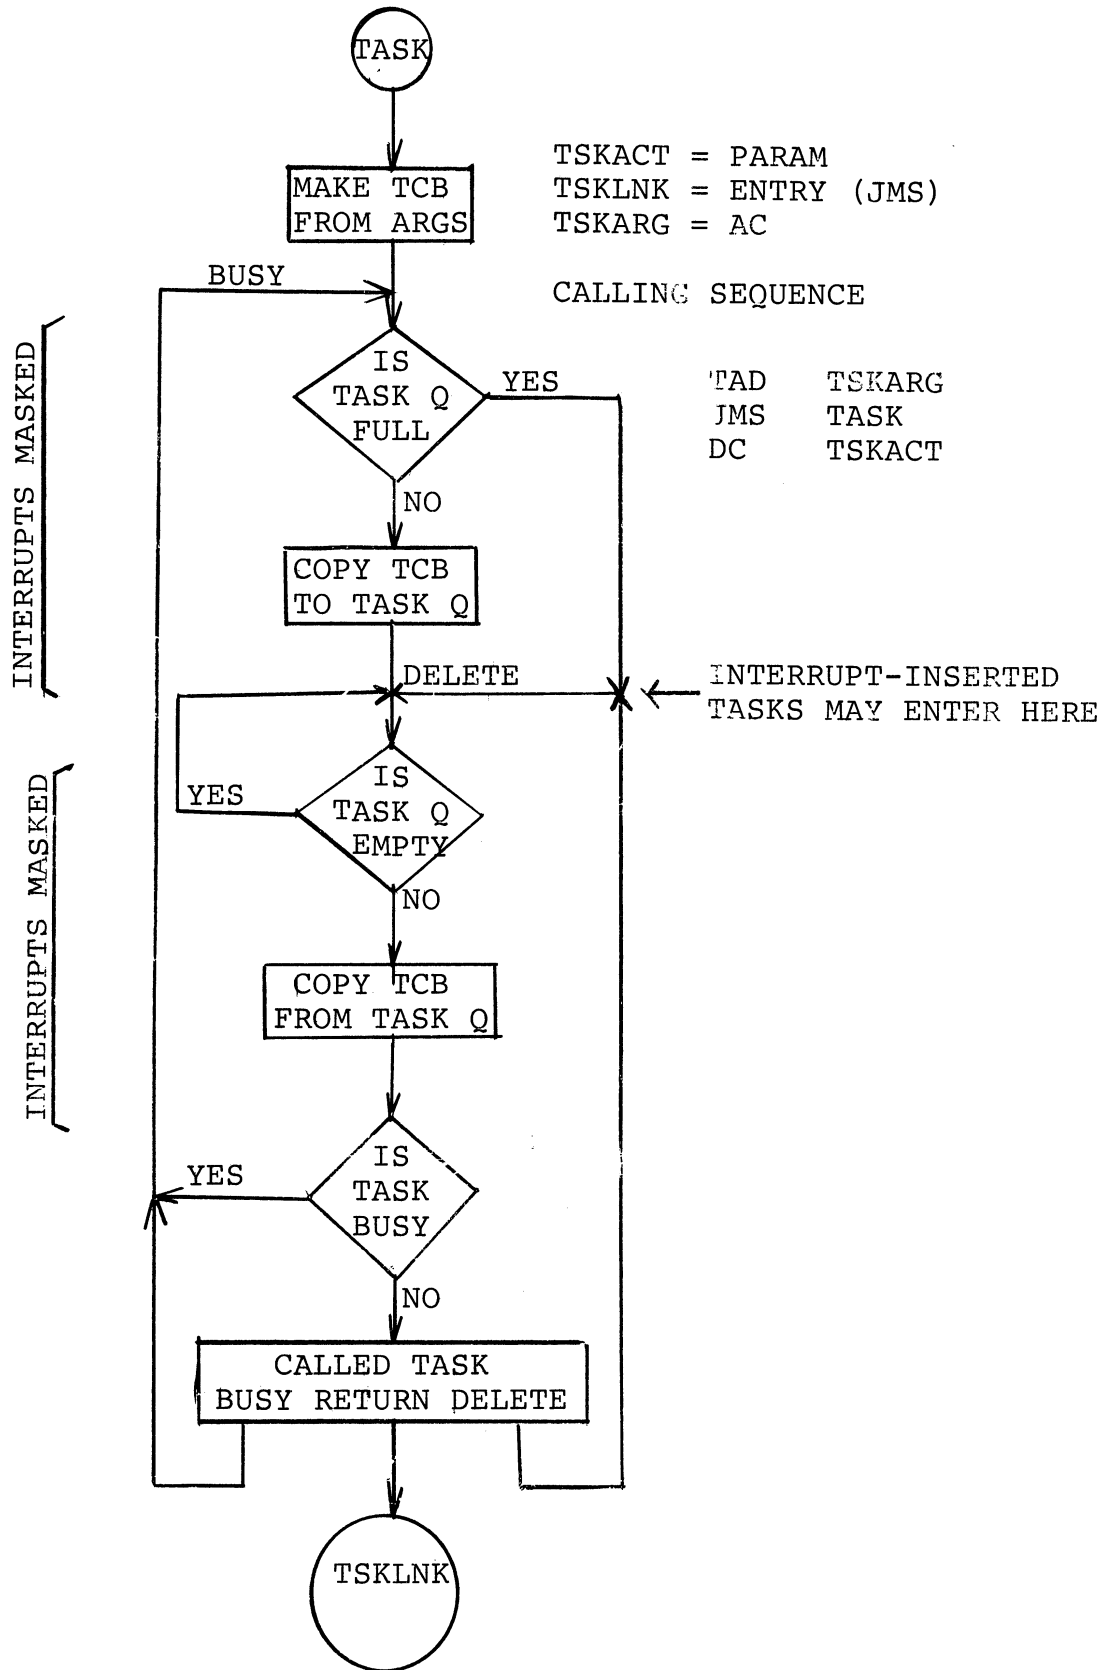 TASK
MAKE TCB
FROM ARGS
TSKACT = PARAM
TSKLNK = ENTRY (JMS)
TSKARG = AC
BUSY
CALLING SEQUENCE
INTERRUPTS MASKED
IS
TASK Q
FULL
YES
TAD TSKARG
JMS TASK
DC TSKACT
NO
COPY TCB
TO TASK Q
DELETE
INTERRUPT-INSERTED
TASKS MAY ENTER HERE
INTERRUPTS MASKED
IS
TASK Q
EMPTY
YES
NO
COPY TCB
FROM TASK Q
IS
TASK
BUSY
YES
NO
CALLED TASK
BUSY RETURN DELETE
TSKLNK